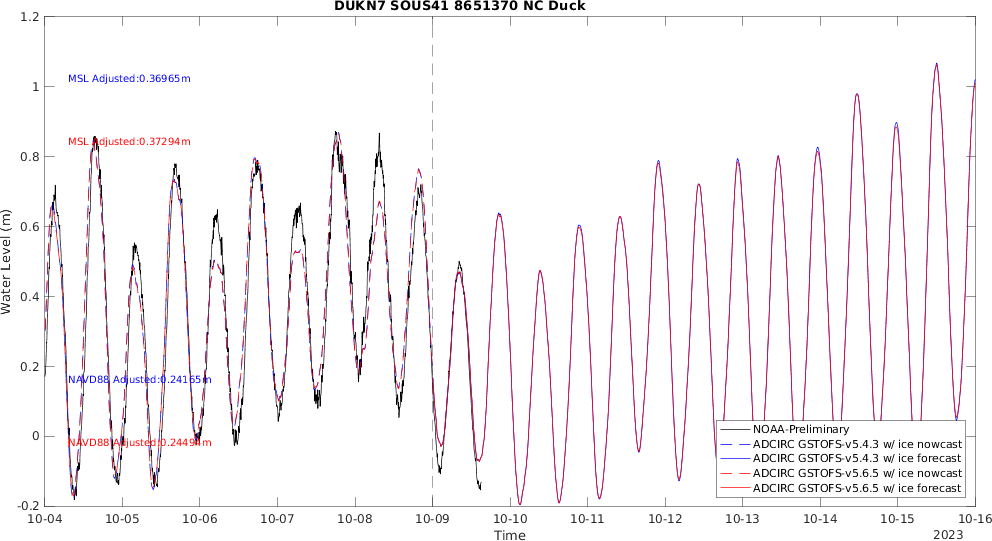 DUKN7 SOUS41 8651370 NC Duck
1.2
1
0.8
0.6
0.4
0.2
0
-0.2
Water Level (m)
MSL Adjusted:0.36965m
MSL Adjusted:0.37294m
NAVD88 Adjusted:0.24165m
NAVD88 Adjusted:0.24494m
NOAA-Preliminary
ADCIRC GSTOFS-v5.4.3 w/ ice nowcast
ADCIRC GSTOFS-v5.4.3 w/ ice forecast
ADCIRC GSTOFS-v5.6.5 w/ ice nowcast
ADCIRC GSTOFS-v5.6.5 w/ ice forecast
10-04 10-05 10-06 10-07 10-08 10-09 10-10 10-11 10-12 10-13 10-14 10-15 10-16
Time
2023